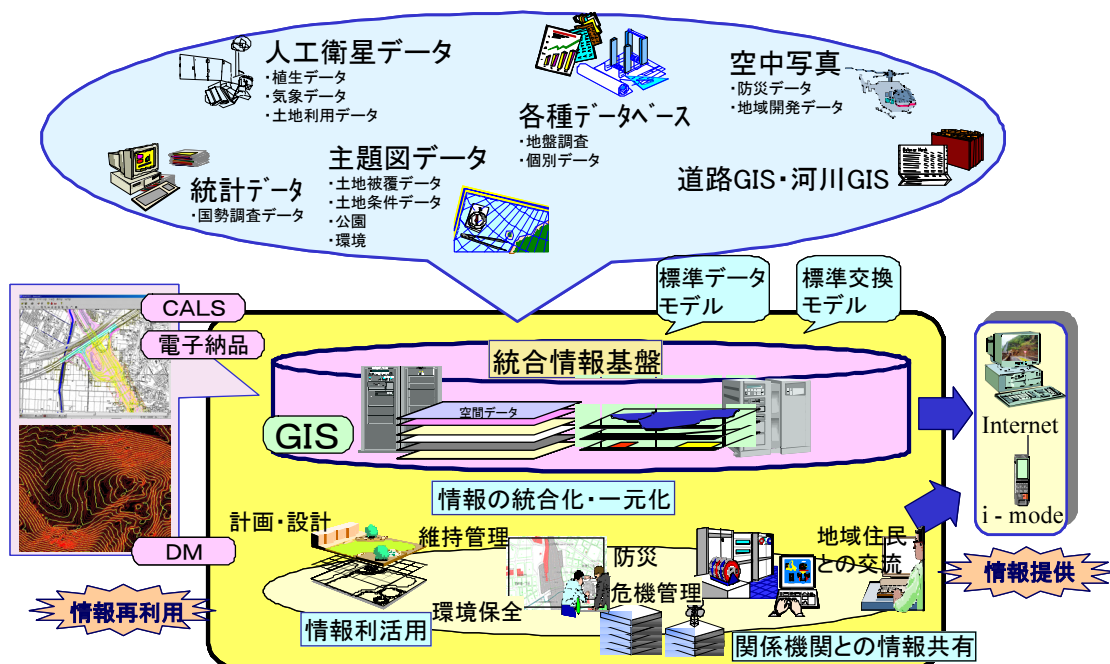 人工衛星データ
・植生データ
・気象データ
・土地利用データ
各種データベース
・地盤調査
・個別データ
空中写真
・防災データ
・地域開発データ
統計データ
・国勢調査データ
主題図データ
・土地被覆データ
・土地条件データ
・公園
・環境
道路GIS・河川GIS
標準データ
モデル
標準交換
モデル
CALS
電子納品
DM
情報再利用
統合情報基盤
空間データ
GIS
情報の統合化・一元化
計画・設計
維持管理
環境保全
防災
危機管理
地域住民
との交流
情報利活用
関係機関との情報共有
Internet
i - mode
情報提供